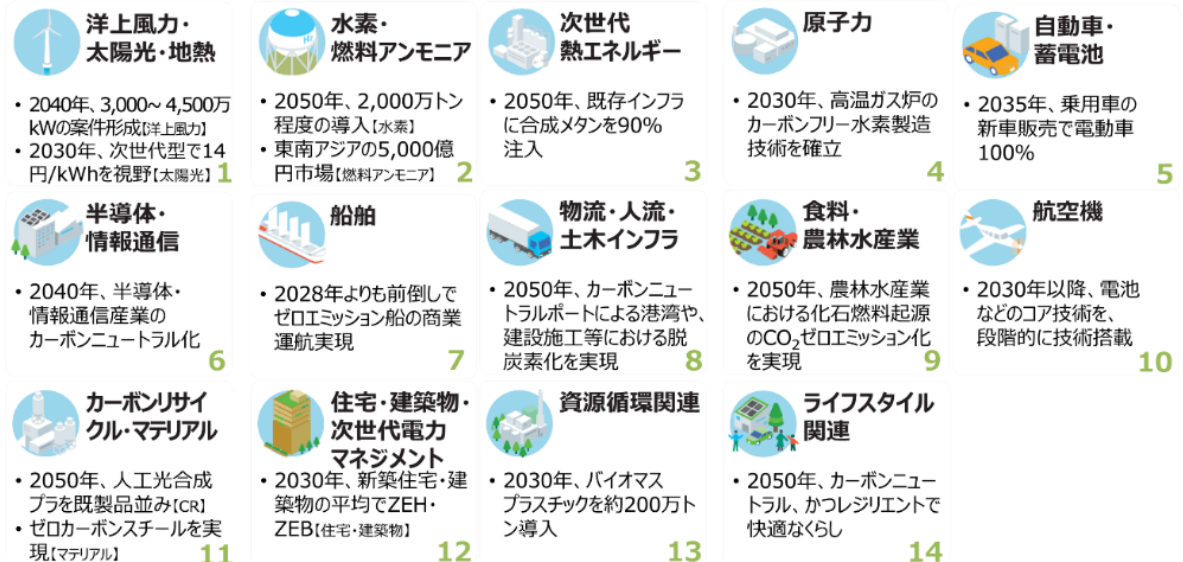 洋上風力・
太陽光・地熱
・2040年、3,000~ 4,500万
kWの案件形成【洋上風力】
・2030年、次世代型で14
円/kWhを視野【太陽光】
1
水素・
燃料アンモニア
・2050年、2,000万トン
程度の導入【水素】
・東南アジアの5,000億
円市場【燃料アンモニア】
2
次世代
熱エネルギー
・2050年、既存インフラ
に合成メタンを90%
注入
3
原子力
・2030年、高温ガス炉の
カーボンフリー水素製造
技術を確立
4
自動車・
蓄電池
・2035年、乗用車の
新車販売で電動車
100%
5
半導体・
情報通信
・2040年、半導体・
情報通信産業の
カーボンニュートラル化
6
船舶
・2028年よりも前倒しで
ゼロエミッション船の商業
運航実現
7
物流・人流・
土木インフラ
・2050年、カーボンニュー
トラルポートによる港湾や、
建設施工等における脱
炭素化を実現
8
食料・
農林水産業
・2050年、農林水産業
における化石燃料起源
のCO₂ゼロエミッション化
を実現
9
航空機
・2030年以降、電池
などのコア技術を、
段階的に技術搭載
10
カーボンリサイ
クル・マテリアル
・2050年、人工光合成
プラを既製品並み【CR】
・ゼロカーボンスチールを実
現【マテリアル】
11
住宅・建築物・
次世代電力
マネジメント
・2030年、新築住宅・建
築物の平均でZEH・
ZEB【住宅・建築物】
12
資源循環関連
・2030年、バイオマス
プラスチックを約200万ト
ン導入
13
ライフスタイル
関連
・2050年、カーボンニュー
トラル、かつレジリエントで
快適なくらし
14